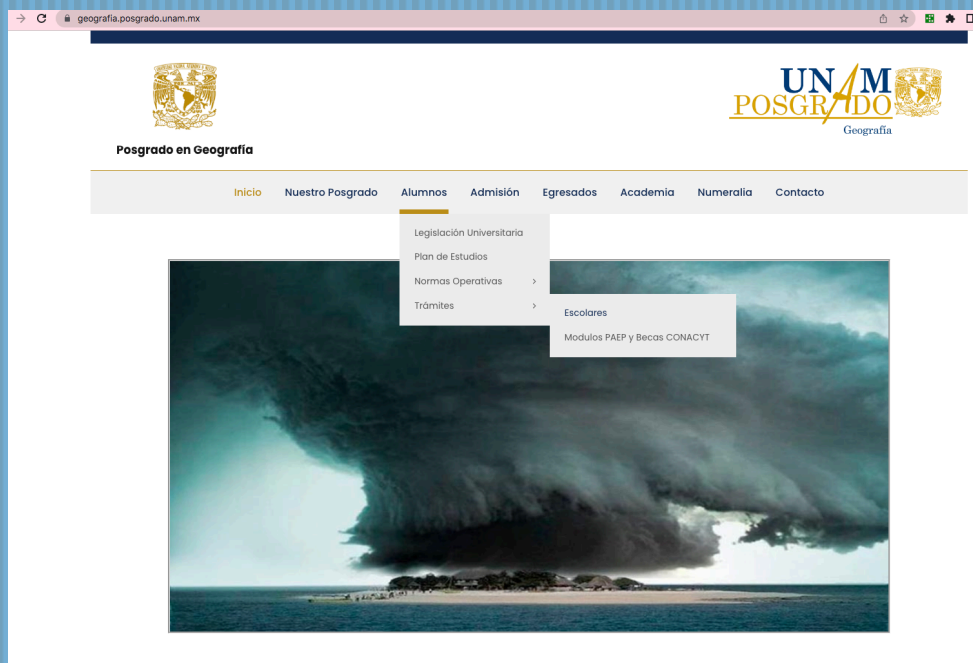 geografia.posgrado.unam.mx
UNAM
POSGRADO
Geografía
Posgrado en Geografía
Inicio Nuestro Posgrado Alumnos Admisión Egresados Academia Numeralia Contacto
Legislación Universitaria
Plan de Estudios
Normas Operativas >
Trámites >
Escolares
Modulos PAEP y Becas CONACYT